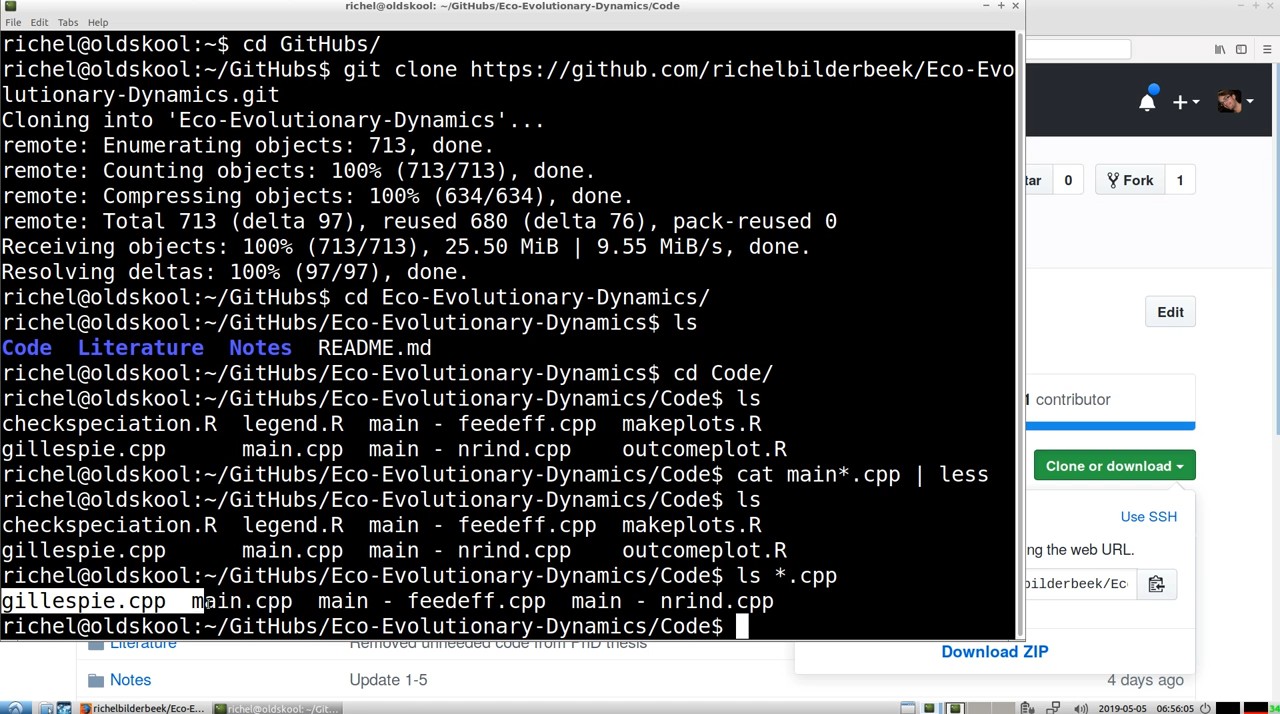 richel@oldskool: ~/GitHubs/Eco-Evolutionary-Dynamics/Code
File Edit Tabs Help
richel@oldskool:~$ cd GitHubs/
richel@oldskool:~/GitHubs$ git clone https://github.com/richelbilderbeek/Eco-Evo
lutionary-Dynamics.git
Cloning into 'Eco-Evolutionary-Dynamics'...
remote: Enumerating objects: 713, done.
remote: Counting objects: 100% (713/713), done.
remote: Compressing objects: 100% (634/634), done.
remote: Total 713 (delta 97), reused 680 (delta 76), pack-reused 0
Receiving objects: 100% (713/713), 25.50 MiB | 9.55 MiB/s, done.
Resolving deltas: 100% (97/97), done.
richel@oldskool:~/GitHubs$ cd Eco-Evolutionary-Dynamics/
richel@oldskool:~/GitHubs/Eco-Evolutionary-Dynamics$ ls
Code  Literature  Notes  README.md
richel@oldskool:~/GitHubs/Eco-Evolutionary-Dynamics$ cd Code/
richel@oldskool:~/GitHubs/Eco-Evolutionary-Dynamics/Code$ ls
checkspeciation.R  legend.R  main - feedeff.cpp  makeplots.R
gillespie.cpp      main.cpp  main - nrind.cpp    outcomeplot.R
richel@oldskool:~/GitHubs/Eco-Evolutionary-Dynamics/Code$ cat main*.cpp | less
richel@oldskool:~/GitHubs/Eco-Evolutionary-Dynamics/Code$ ls
checkspeciation.R  legend.R  main - feedeff.cpp  makeplots.R
gillespie.cpp      main.cpp  main - nrind.cpp    outcomeplot.R
richel@oldskool:~/GitHubs/Eco-Evolutionary-Dynamics/Code$ ls *.cpp
gillespie.cpp  main.cpp  main - feedeff.cpp  main - nrind.cpp
richel@oldskool:~/GitHubs/Eco-Evolutionary-Dynamics/Code$
tar 0 Fork 1
Edit
1 contributor
Clone or download
Use SSH
ng the web URL.
bilderbeek/Ec
Download ZIP
Literature Removed unneeded code from PhD thesis
Notes Update 1-5 4 days ago
richelbilderbeek/Eco-E... richel@oldskool: ~/Git... 2019-05-05 06:56:05 34